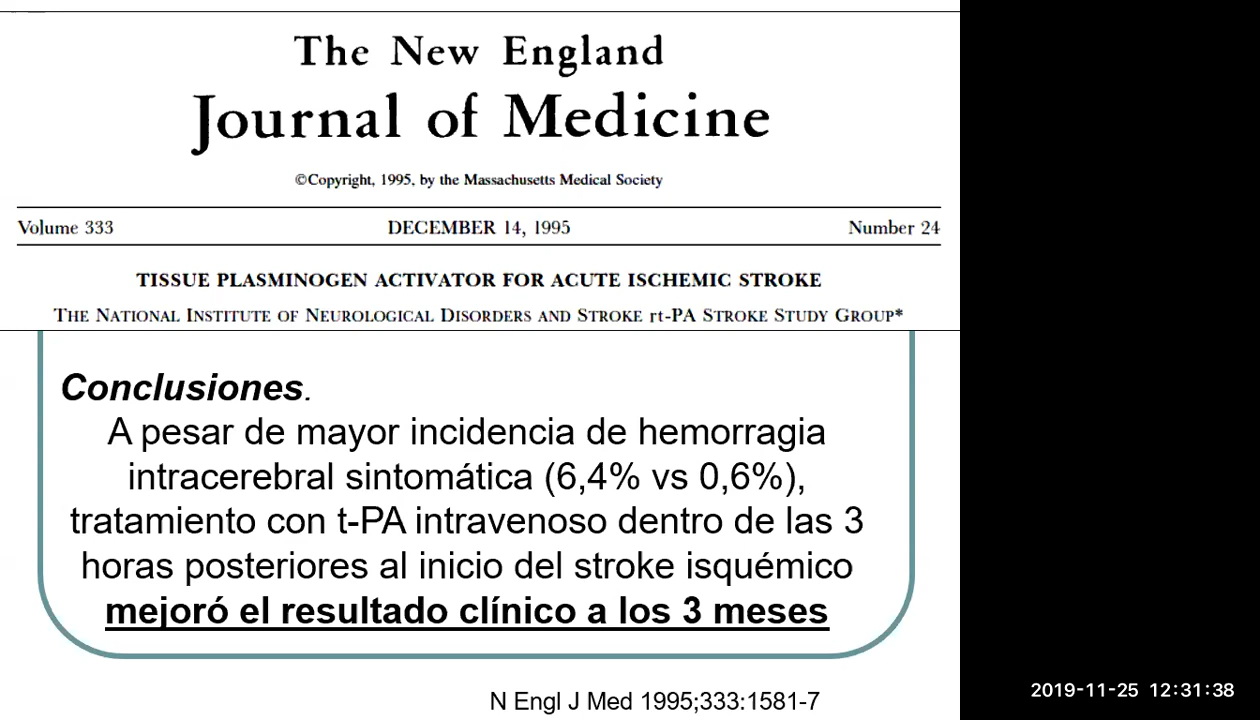 The New England
Journal of Medicine
©Copyright, 1995, by the Massachusetts Medical Society
Volume 333 DECEMBER 14, 1995 Number 24
TISSUE PLASMINOGEN ACTIVATOR FOR ACUTE ISCHEMIC STROKE
THE NATIONAL INSTITUTE OF NEUROLOGICAL DISORDERS AND STROKE rt-PA STROKE STUDY GROUP*
Conclusiones.
A pesar de mayor incidencia de hemorragia
intracerebral sintomática (6,4% vs 0,6%),
tratamiento con t-PA intravenoso dentro de las 3
horas posteriores al inicio del stroke isquémico
mejoró el resultado clínico a los 3 meses
N Engl J Med 1995;333:1581-7
2019-11-25 12:31:38